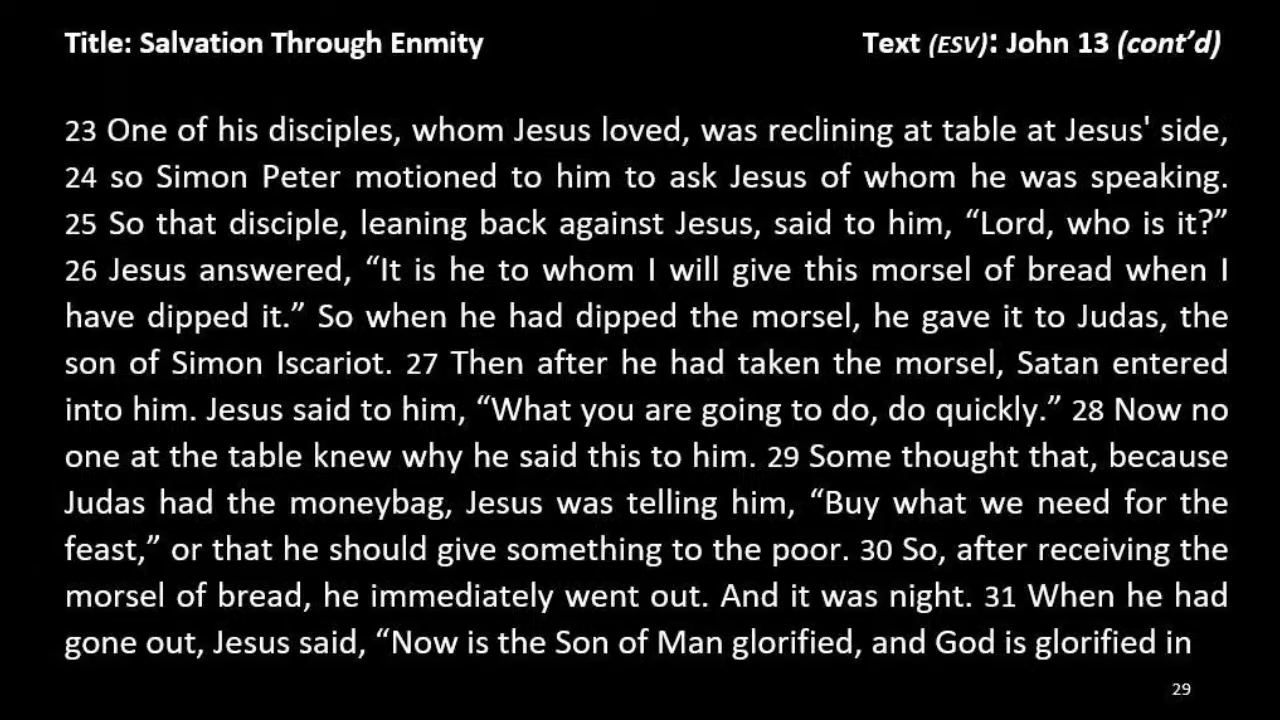 Title: Salvation Through Enmity Text (ESV): John 13 (cont’d)
23 One of his disciples, whom Jesus loved, was reclining at table at Jesus' side,
24 so Simon Peter motioned to him to ask Jesus of whom he was speaking.
25 So that disciple, leaning back against Jesus, said to him, “Lord, who is it?”
26 Jesus answered, “It is he to whom I will give this morsel of bread when I
have dipped it.” So when he had dipped the morsel, he gave it to Judas, the
son of Simon Iscariot. 27 Then after he had taken the morsel, Satan entered
into him. Jesus said to him, “What you are going to do, do quickly.” 28 Now no
one at the table knew why he said this to him. 29 Some thought that, because
Judas had the moneybag, Jesus was telling him, “Buy what we need for the
feast,” or that he should give something to the poor. 30 So, after receiving the
morsel of bread, he immediately went out. And it was night. 31 When he had
gone out, Jesus said, “Now is the Son of Man glorified, and God is glorified in
29